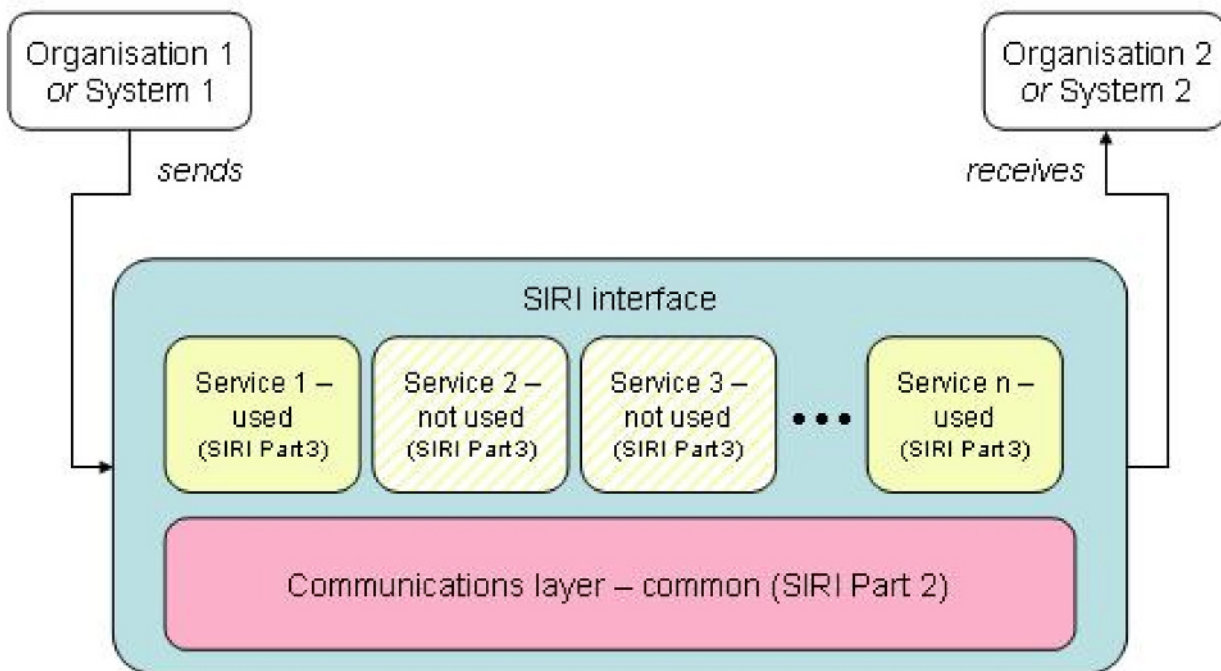 Organisation 1
or System 1
Organisation 2
or System 2
sends
receives
SIRI interface
Service 1 –
used
(SIRI Part3)
Service 2 –
not used
(SIRI Part3)
Service 3 –
not used
(SIRI Part3)
Service n –
used
(SIRI Part3)
Communications layer – common (SIRI Part 2)